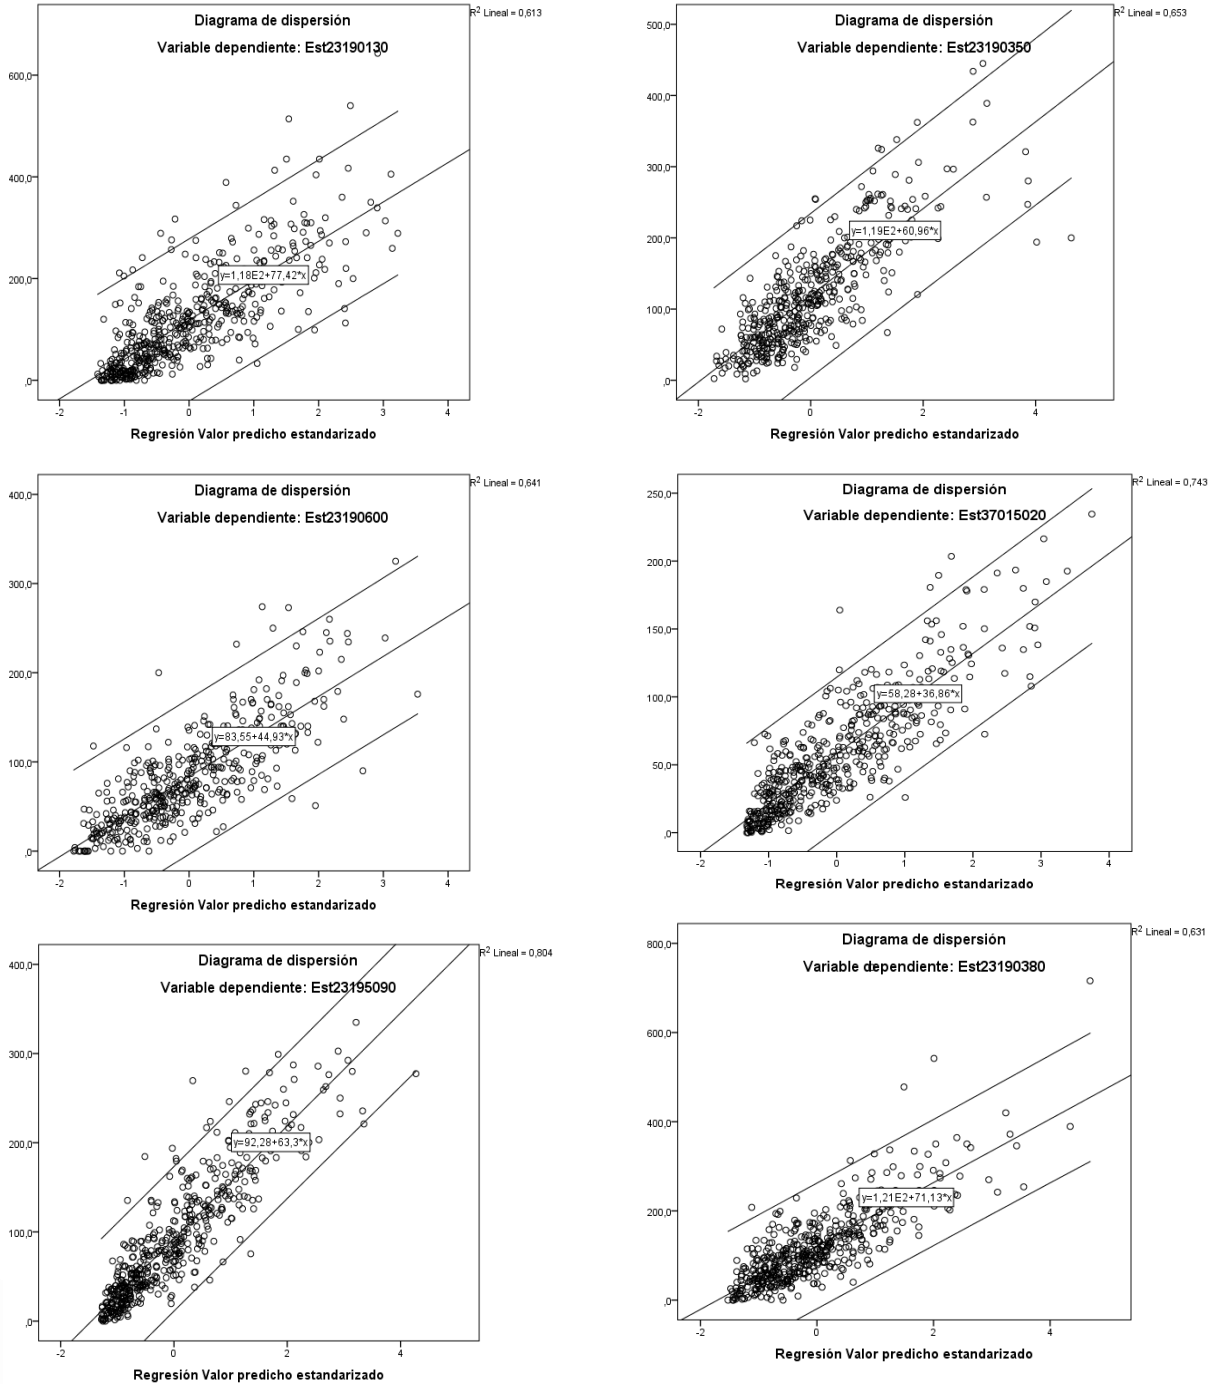 Diagrama de dispersión
R² Lineal = 0,613
Variable dependiente: Est23190130
600,0
400,0
200,0
,0
y=1,18E2+77,42*x
-2 -1 0 1 2 3 4
Regresión Valor predicho estandarizado
Diagrama de dispersión
R² Lineal = 0,653
Variable dependiente: Est23190350
500,0
400,0
300,0
200,0
100,0
,0
y=1,19E2+60,96*x
-2 0 2 4
Regresión Valor predicho estandarizado
Diagrama de dispersión
R² Lineal = 0,641
Variable dependiente: Est23190600
400,0
300,0
200,0
100,0
,0
y=83,55+44,93*x
-2 -1 0 1 2 3 4
Regresión Valor predicho estandarizado
Diagrama de dispersión
R² Lineal = 0,743
Variable dependiente: Est37015020
250,0
200,0
150,0
100,0
50,0
,0
y=58,28+36,86*x
-2 -1 0 1 2 3 4
Regresión Valor predicho estandarizado
Diagrama de dispersión
R² Lineal = 0,804
Variable dependiente: Est23195090
400,0
300,0
200,0
100,0
,0
y=92,28+63,3*x
-2 0 2 4
Regresión Valor predicho estandarizado
Diagrama de dispersión
R² Lineal = 0,631
Variable dependiente: Est23190380
800,0
600,0
400,0
200,0
,0
y=1,21E2+71,13*x
-2 0 2 4
Regresión Valor predicho estandarizado